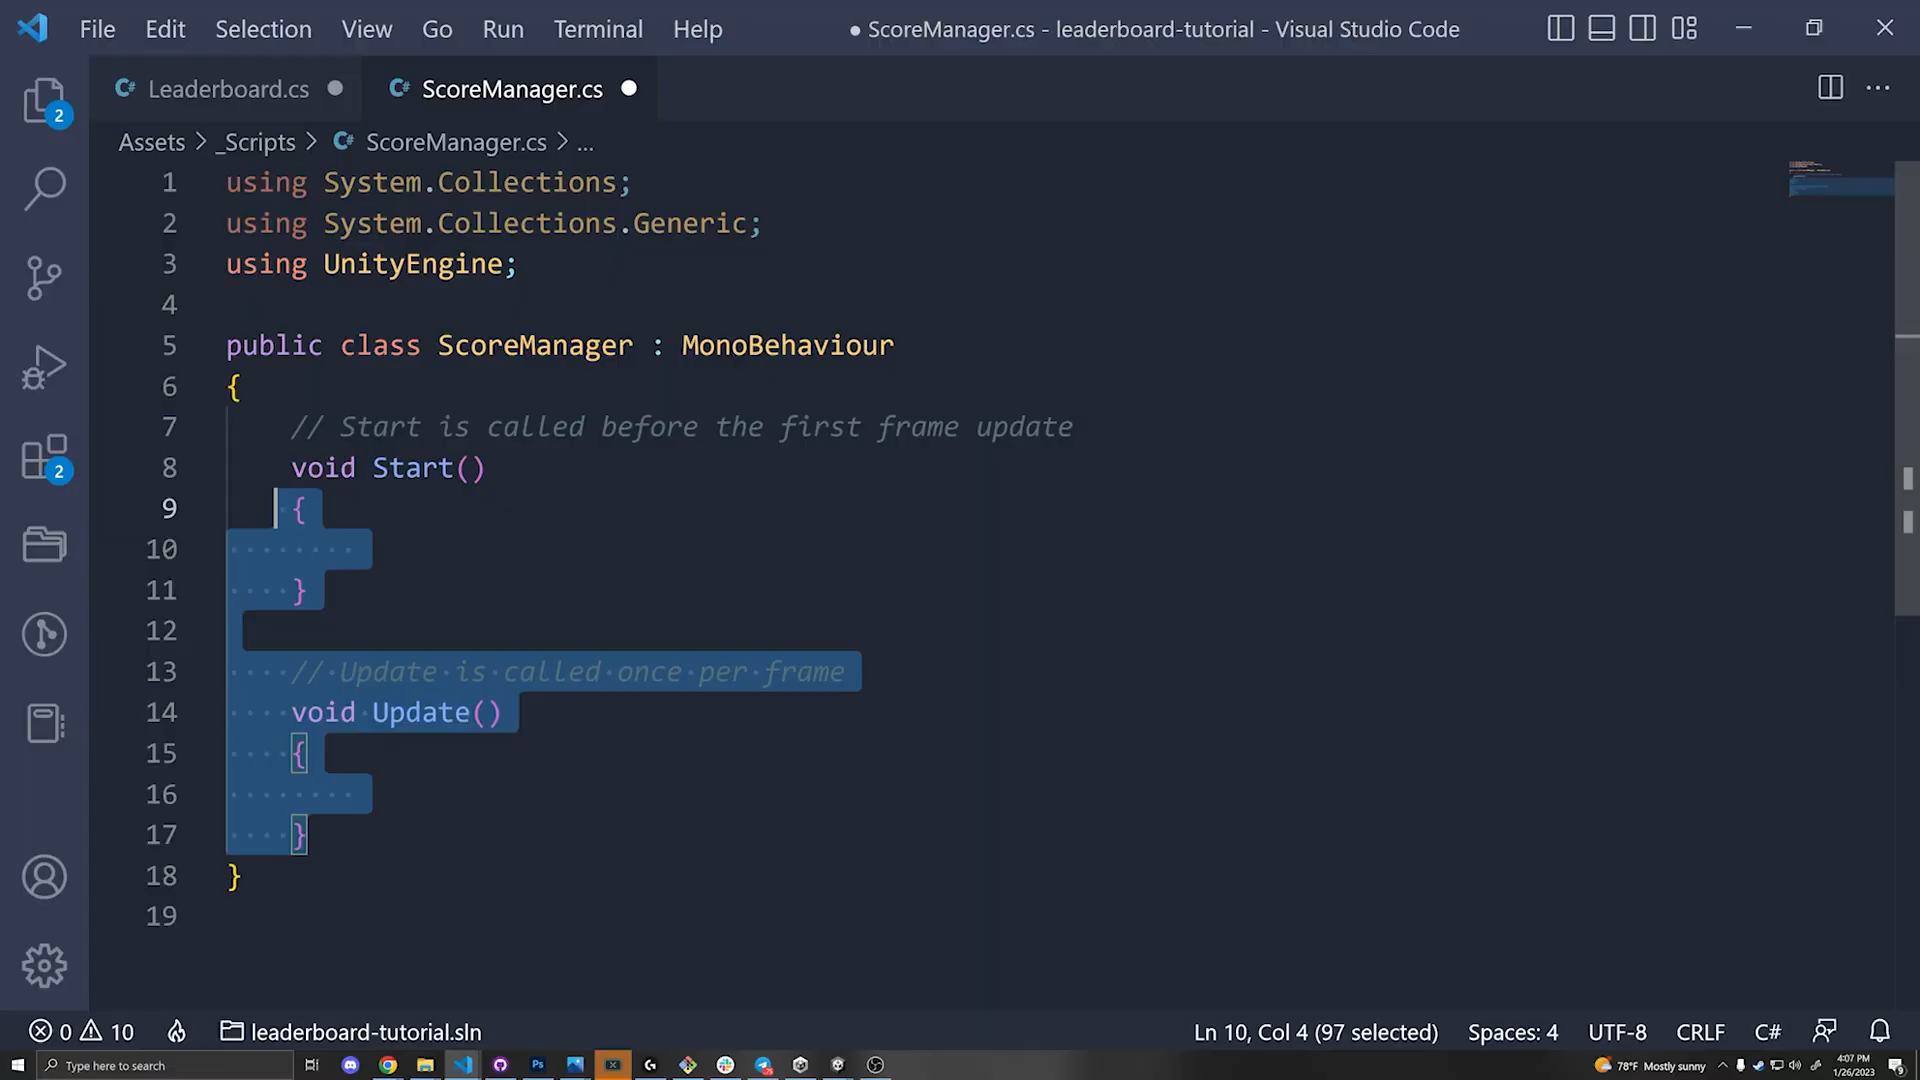 File Edit Selection View Go Run Terminal Help
● ScoreManager.cs - leaderboard-tutorial - Visual Studio Code
C# Leaderboard.cs
C# ScoreManager.cs
Assets > _Scripts > C# ScoreManager.cs > ...
1 using System.Collections;
2 using System.Collections.Generic;
3 using UnityEngine;
4
5 public class ScoreManager : MonoBehaviour
6 {
7 // Start is called before the first frame update
8 void Start()
9 {
10
11 }
12
13 // Update is called once per frame
14 void Update()
15 {
16
17 }
18 }
19
2
2
0 10 leaderboard-tutorial.sln
Ln 10, Col 4 (97 selected) Spaces: 4 UTF-8 CRLF C#
Type here to search
Ps
78°F Mostly sunny
4:07 PM
1/26/2023